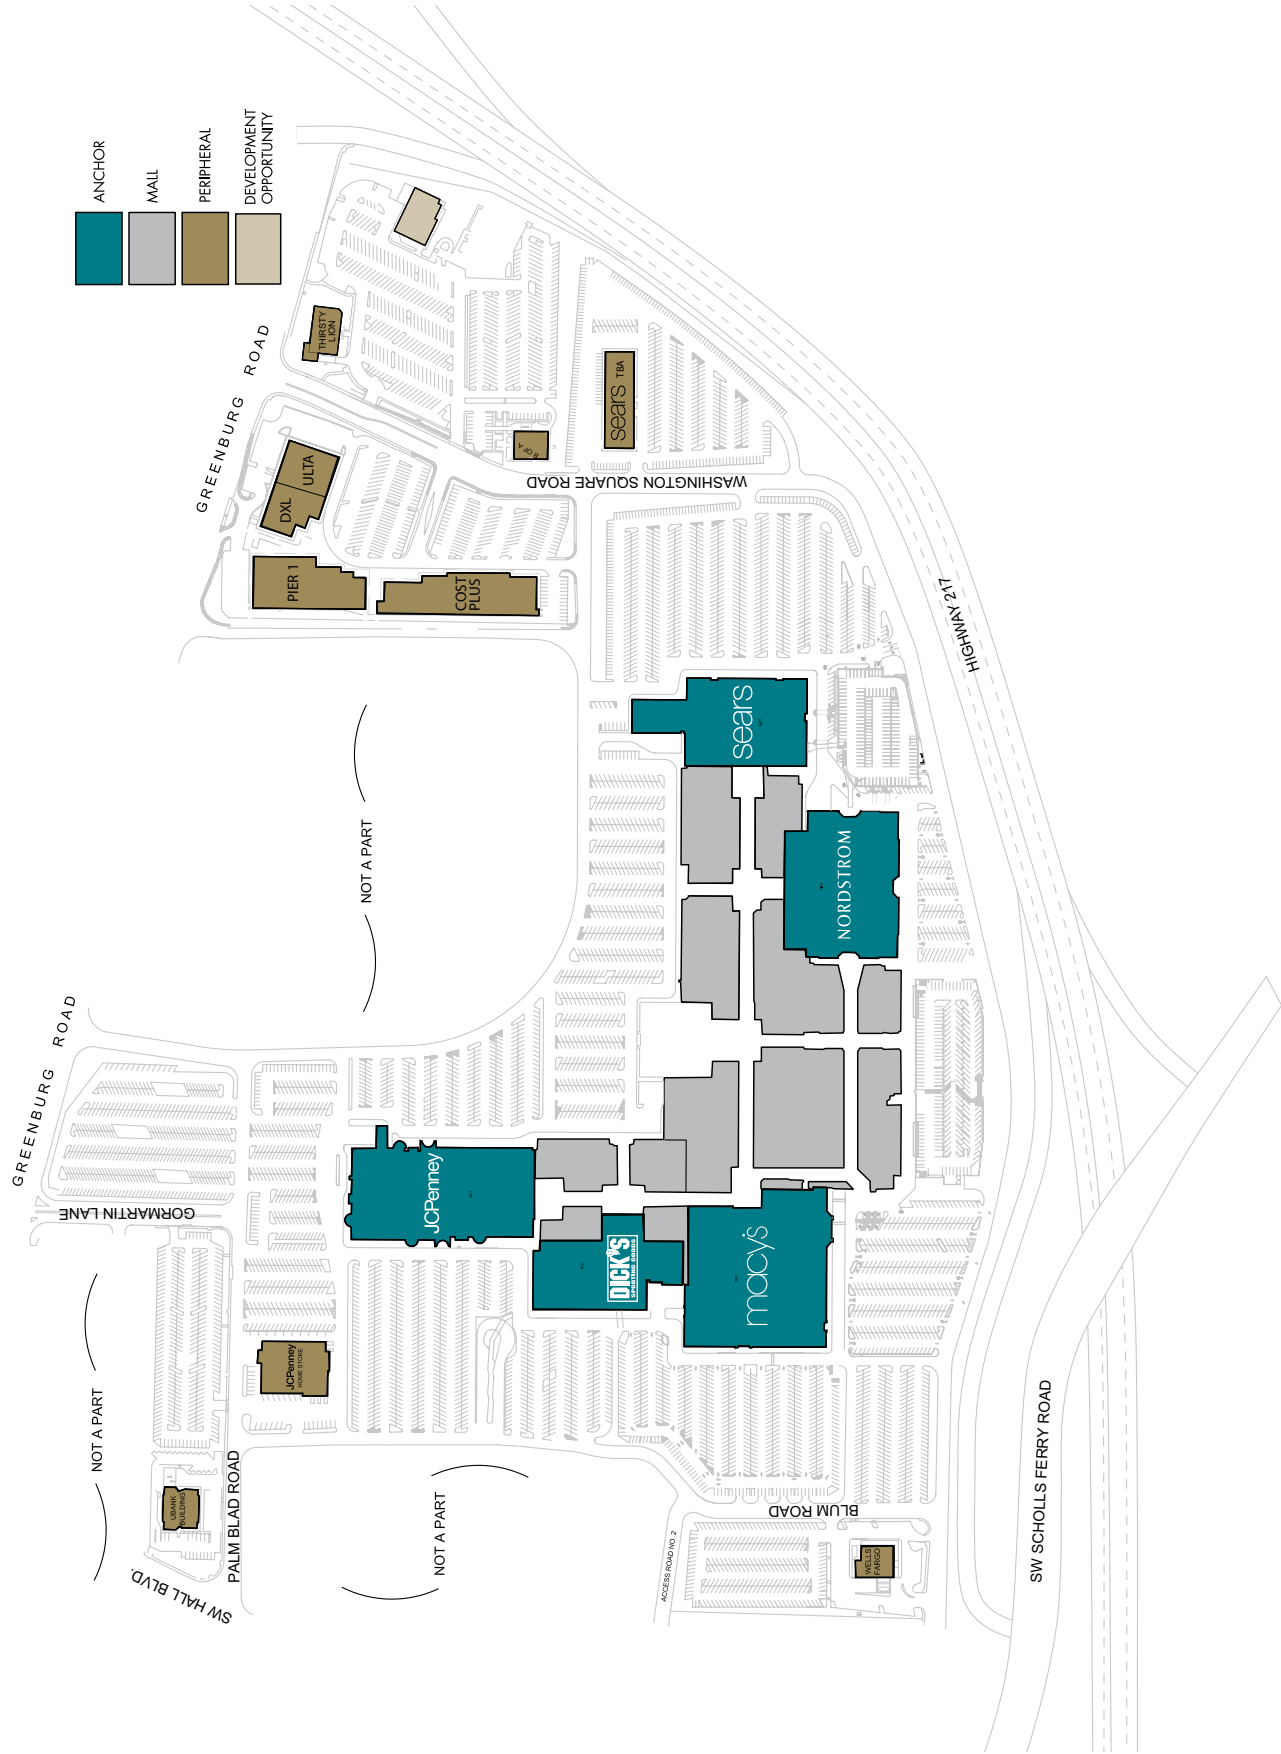 ANCHOR
MALL
PERIPHERAL
DEVELOPMENT
OPPORTUNITY
GREENBURG ROAD
THIRSTY
LION
ULTA
DXL
B OF A
sears TBA
WASHINGTON SQUARE ROAD
PIER 1
COST
PLUS
HIGHWAY 217
sears
NOT A PART
NORDSTROM
GREENBURG ROAD
GORMARTIN LANE
JCPenney
DICK'S
SPORTING GOODS
macy's
NOT A PART
JCPenney
HOME STORE
UBANK
BUILDING
PALM BLAD ROAD
SW HALL BLVD.
NOT A PART
ACCESS ROAD NO. 2
BLUM ROAD
WELLS
FARGO
SW SCHOLLS FERRY ROAD